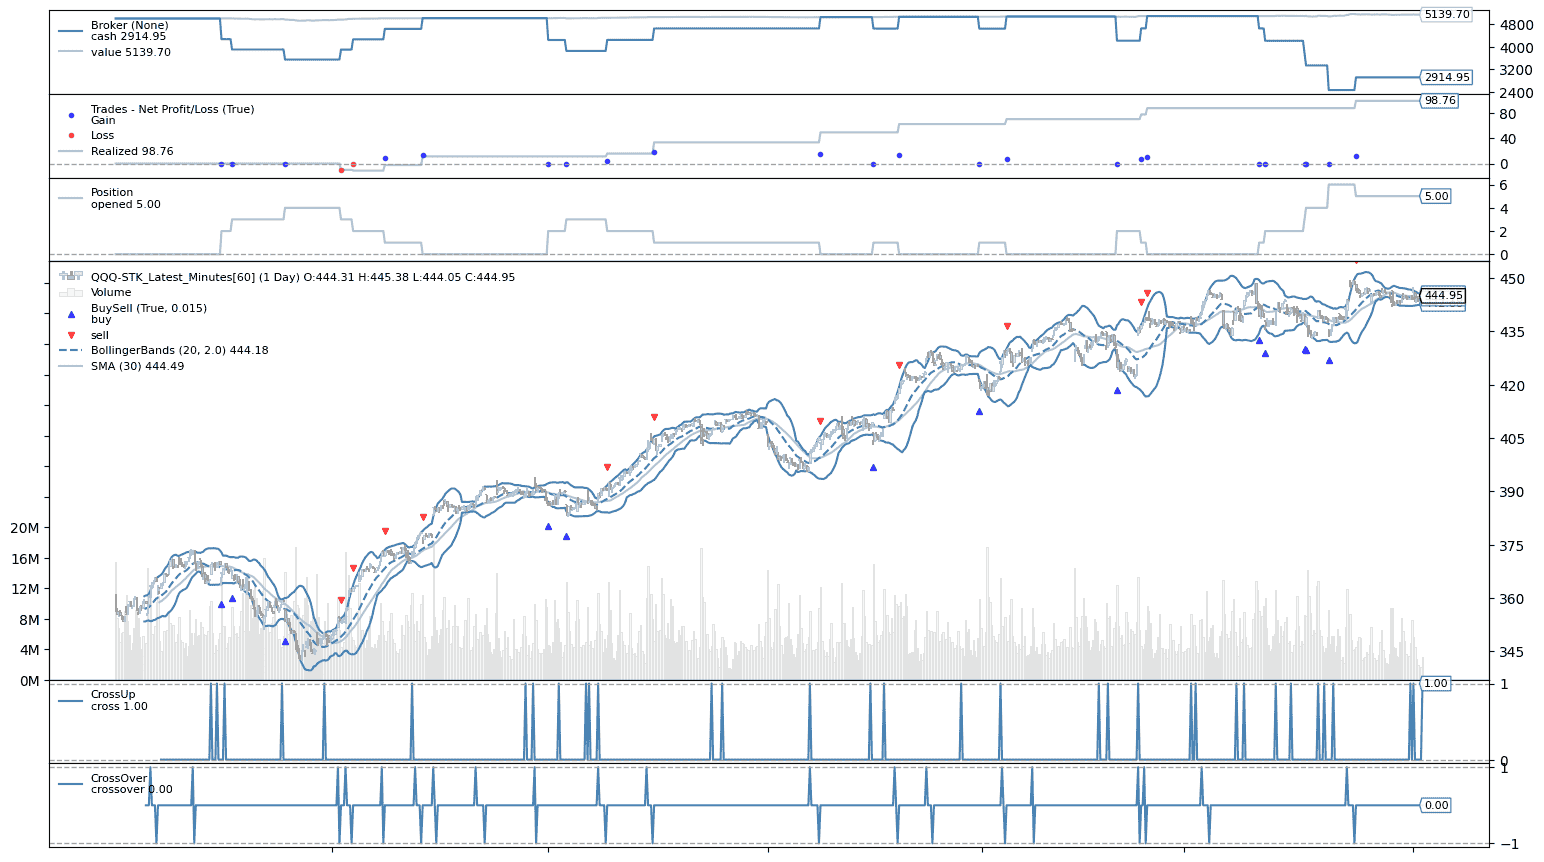 Broker (None)
cash 2914.95
value 5139.70
5139.70
4800
4000
3200
2914.95
2400
Trades - Net Profit/Loss (True)
Gain
Loss
Realized 98.76
98.76
80
40
0
Position
opened 5.00
6
5.00
4
2
0
QQQ-STK_Latest_Minutes[60] (1 Day) O:444.31 H:445.38 L:444.05 C:444.95
Volume
BuySell (True, 0.015)
buy
sell
BollingerBands (20, 2.0) 444.18
SMA (30) 444.49
450
444.95
435
420
405
390
375
360
345
20M
16M
12M
8M
4M
0M
CrossUp
cross 1.00
1.00
1
0
CrossOver
crossover 0.00
1
0.00
−1